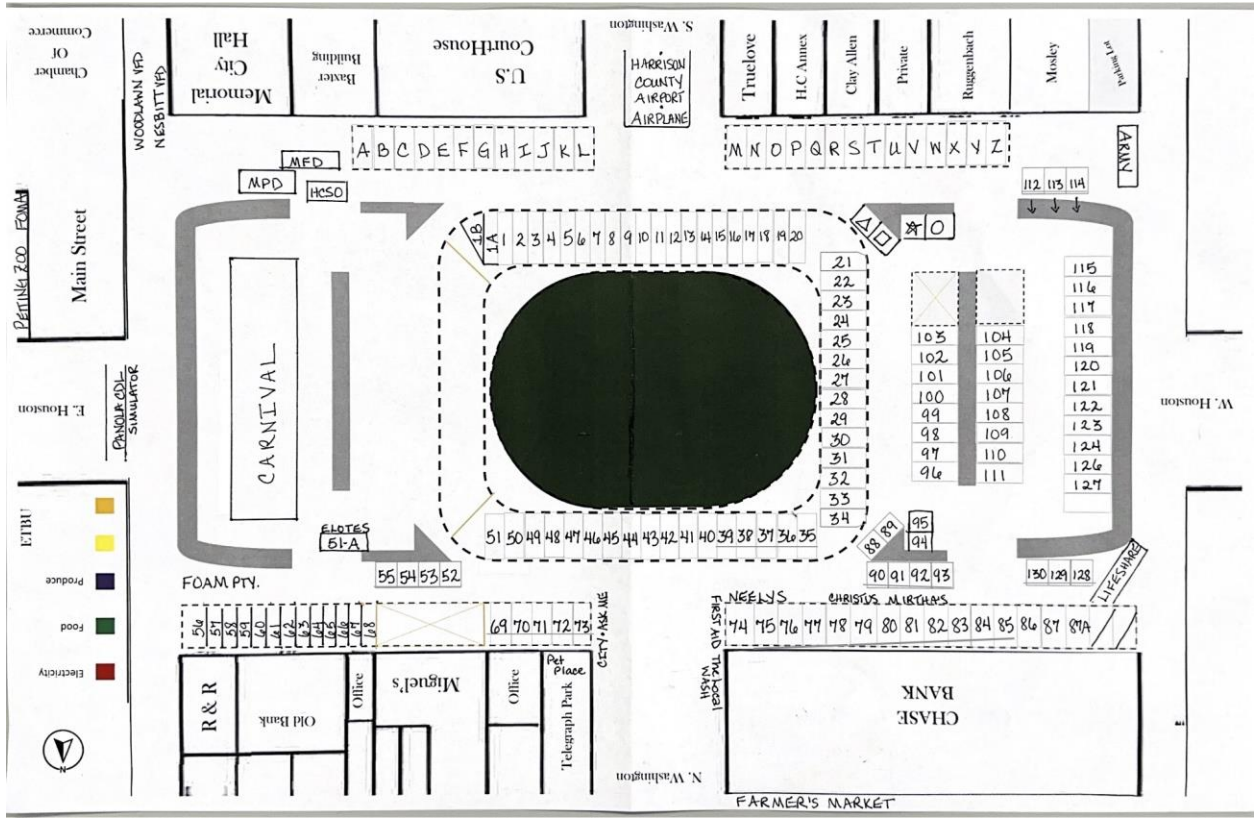 Chamber
Of
Commerce
WOODLAWN VFD
NESBITT VFD
Memorial
City
Hall
Baxter
Building
U.S
CourtHouse
S. Washington
HARRISON
COUNTY
AIRPORT
AIRPLANE
Truelove
H.C Annex
Clay Allen
Private
Ruggenbach
Mosley
Parking Lot
ARMY
MFD
MPD
HCSO
A B C D E F G H I J K L
M N O P Q R S T U V W X Y Z
112 113 114
PETTING ZOO
Main Street
1B
1A 1 2 3 4 5 6 7 8 9 10 11 12 13 14 15 16 17 18 19 20
21
22
23
24
25
26
27
28
29
30
31
32
33
34
103
102
101
100
99
98
97
96
104
105
106
107
108
109
110
111
115
116
117
118
119
120
121
122
123
124
126
127
E. Houston
W. Houston
PANOLA CDL
SIMULATOR
CARNIVAL
51 50 49 48 47 46 45 44 43 42 41 40 39 38 37 36 35
ELOTES
51-A
55 54 53 52
88 89
95
94
90 91 92 93
130 129 128
LIFESHARE
ETBU
Produce
Food
Electricity
N
FOAM PTY.
56 57 58 59 60 61 62 63 64 65 66 67 68
69 70 71 72 73
CITY + ASK ME
FIRST AID
The Local
WASH
NEELYS
CHRISTUS MIRTHAS
74 75 76 77 78 79 80 81 82 83 84 85 86 87 87A
R & R
Old Bank
Office
Miguel's
Office
Pet
Place
Telegraph Park
N. Washington
CHASE
BANK
FARMER'S MARKET